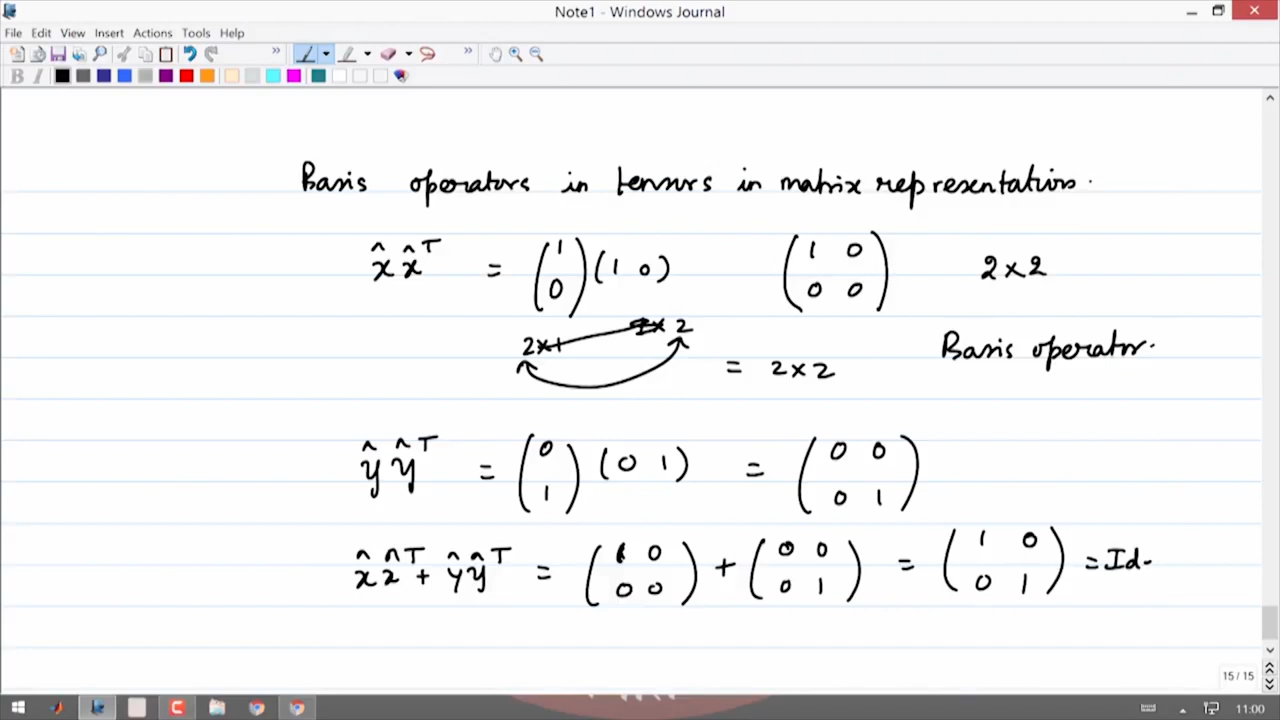 Note1 - Windows Journal
File Edit View Insert Actions Tools Help
Basis operators in tensors in matrix representation.
x̂ x̂ᵀ = (1 0) (1 0) (1 0 0 0) 2×2
2×1 1×2 = 2×2 Basis operator.
ŷ ŷᵀ = (0 1) (0 1) = (0 0 0 1)
x̂ x̂ᵀ + ŷ ŷᵀ = (1 0 0 0) + (0 0 0 1) = (1 0 0 1) = Id.
15/15
11:00